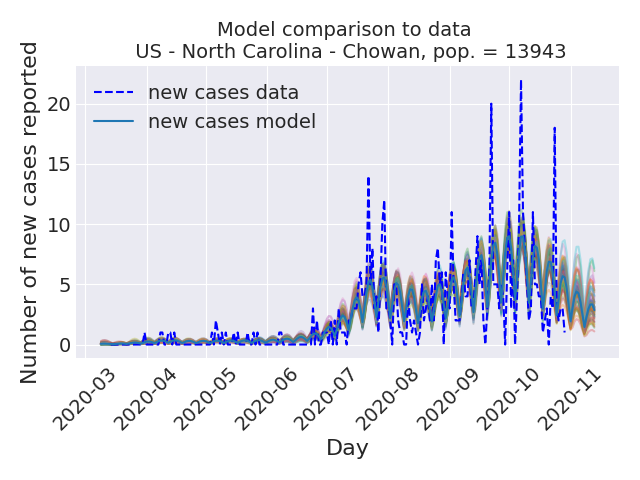 Model comparison to data
US - North Carolina - Chowan, pop. = 13943
Number of new cases reported
20
15
10
5
0
new cases data
new cases model
2020-03
2020-04
2020-05
2020-06
2020-07
2020-08
2020-09
2020-10
2020-11
Day